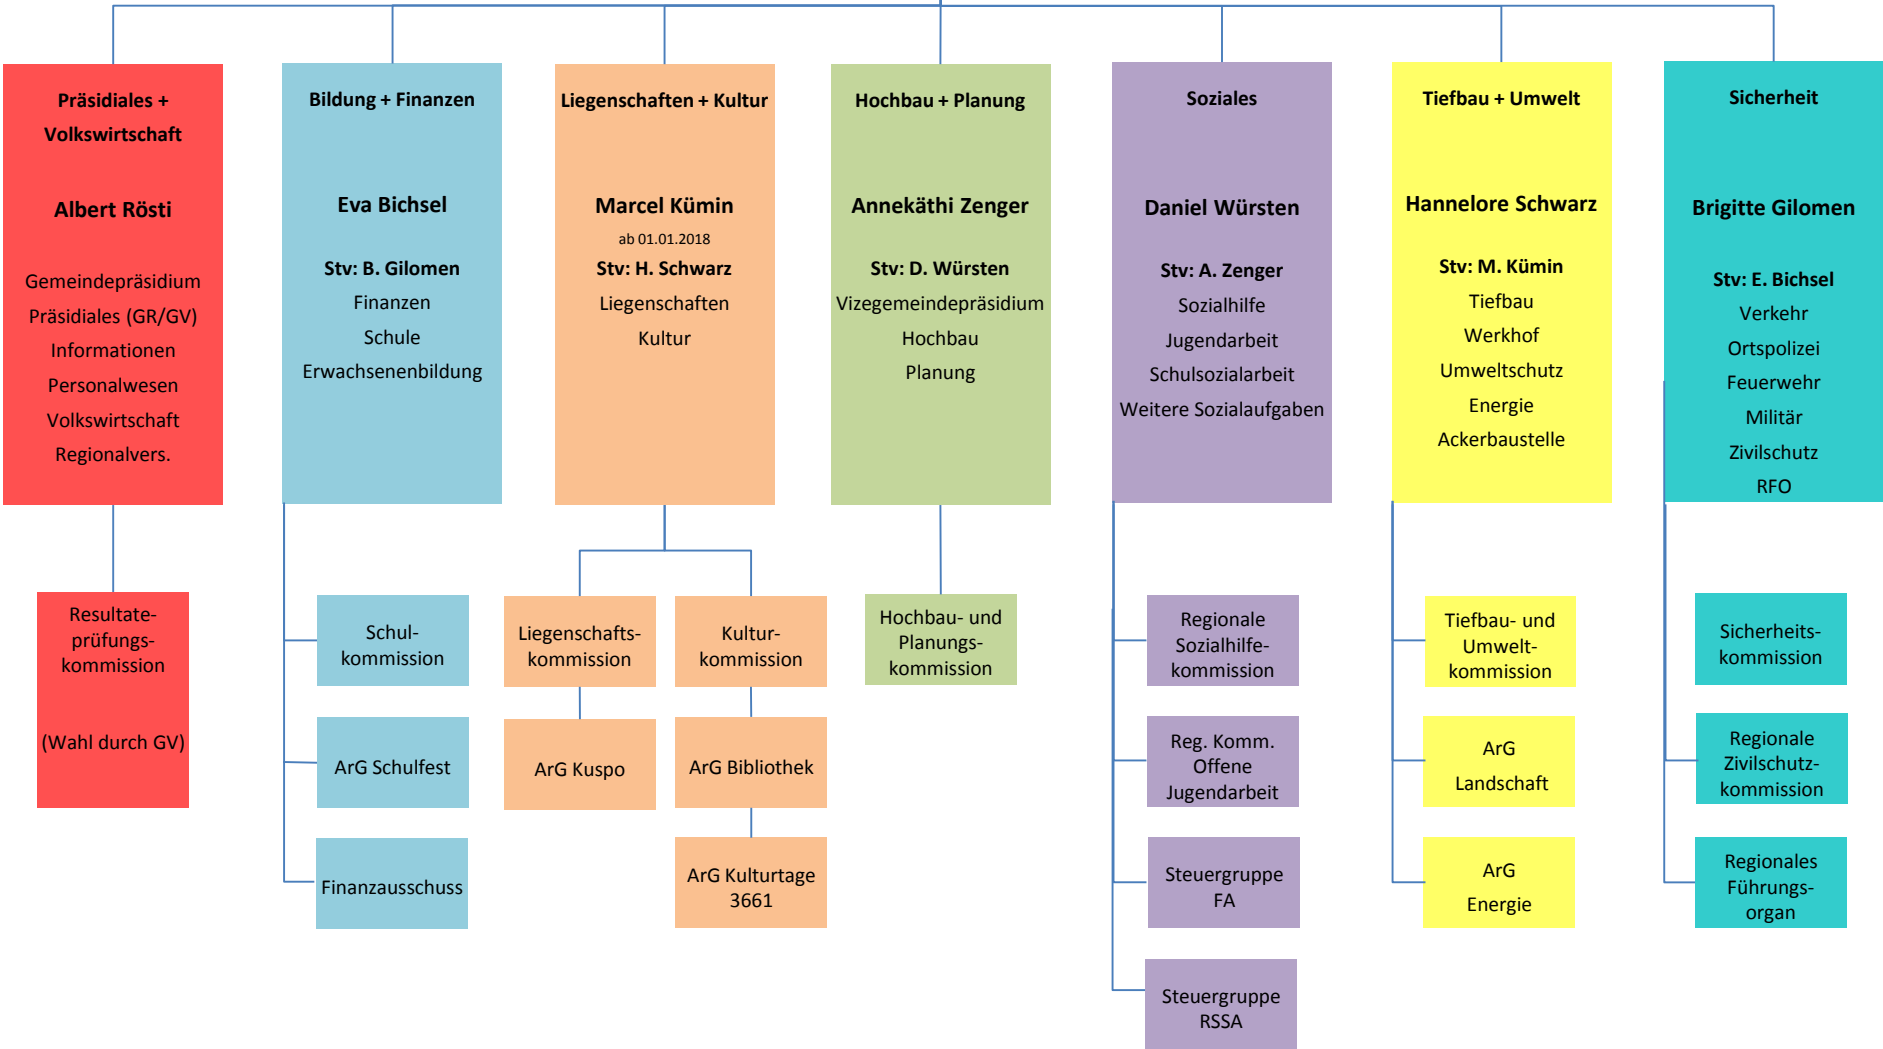 Präsidiales +
Volkswirtschaft
Albert Rösti
Gemeindepräsidium
Präsidiales (GR/GV)
Informationen
Personalwesen
Volkswirtschaft
Regionalvers.
Resultate-
prüfungs-
kommission
(Wahl durch GV)
Bildung + Finanzen
Eva Bichsel
Stv: B. Gilomen
Finanzen
Schule
Erwachsenenbildung
Schul-
kommission
ArG Schulfest
Finanzausschuss
Liegenschaften + Kultur
Marcel Kümin
ab 01.01.2018
Stv: H. Schwarz
Liegenschaften
Kultur
Liegenschafts-
kommission
ArG Kuspo
Kultur-
kommission
ArG Bibliothek
ArG Kulturtage
3661
Hochbau + Planung
Annekäthi Zenger
Stv: D. Würsten
Vizegemeindepräsidium
Hochbau
Planung
Hochbau- und
Planungs-
kommission
Soziales
Daniel Würsten
Stv: A. Zenger
Sozialhilfe
Jugendarbeit
Schulsozialarbeit
Weitere Sozialaufgaben
Regionale
Sozialhilfe-
kommission
Reg. Komm.
Offene
Jugendarbeit
Steuergruppe
FA
Steuergruppe
RSSA
Tiefbau + Umwelt
Hannelore Schwarz
Stv: M. Kümin
Tiefbau
Werkhof
Umweltschutz
Energie
Ackerbaustelle
Tiefbau- und
Umwelt-
kommission
ArG
Landschaft
ArG
Energie
Sicherheit
Brigitte Gilomen
Stv: E. Bichsel
Verkehr
Ortspolizei
Feuerwehr
Militär
Zivilschutz
RFO
Sicherheits-
kommission
Regionale
Zivilschutz-
kommission
Regionales
Führungs-
organ